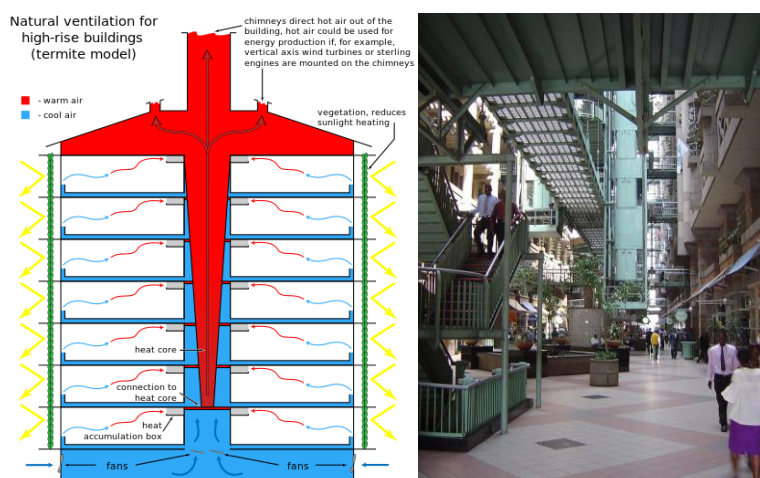 Natural ventilation for
high-rise buildings
(termite model)
- warm air
- cool air
chimneys direct hot air out of the
building, hot air could be used for
energy production if, for example,
vertical axis wind turbines or sterling
engines are mounted on the chimneys
vegetation, reduces
sunlight heating
heat core
connection to
heat core
heat
accumulation box
fans
fans